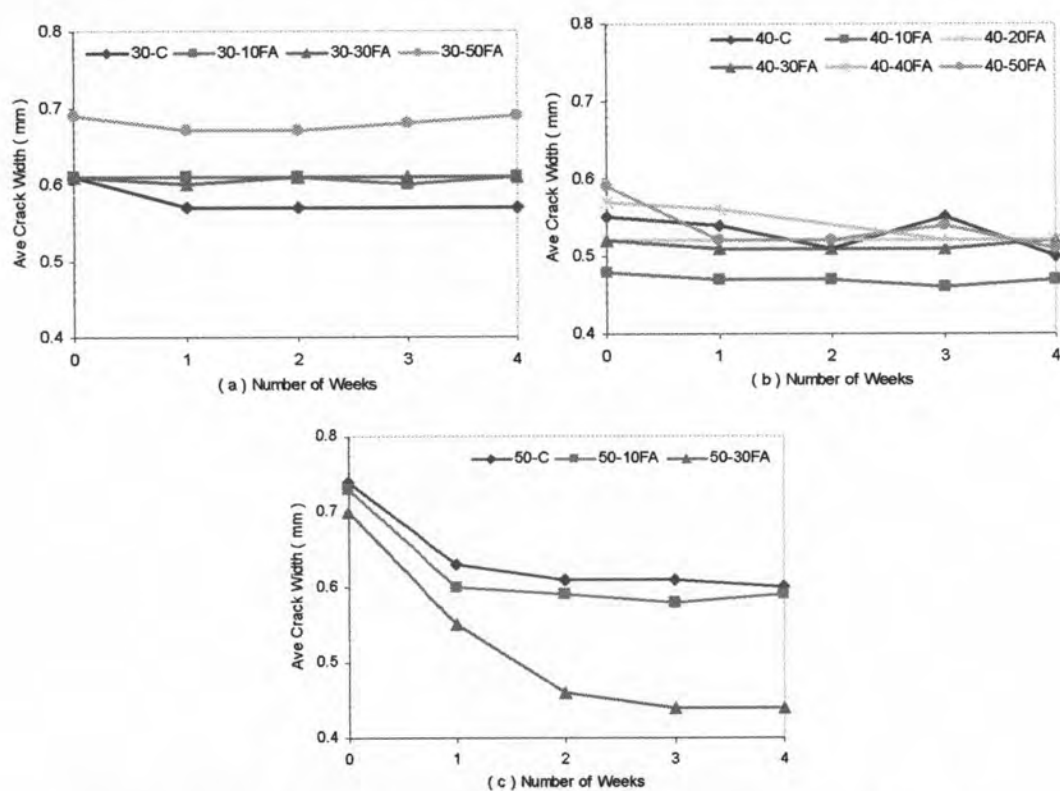 0.8
30-C 30-10FA 30-30FA 30-50FA
0.7
0.6
0.5
0.4
Ave Crack Width ( mm )
0 1 2 3 4
( a ) Number of Weeks
0.8
40-C 40-10FA 40-20FA
40-30FA 40-40FA 40-50FA
0.7
0.6
0.5
0.4
Ave Crack Width ( mm )
0 1 2 3 4
( b ) Number of Weeks
0.8
50-C 50-10FA 50-30FA
0.7
0.6
0.5
0.4
Ave Crack Width ( mm )
0 1 2 3 4
( c ) Number of Weeks